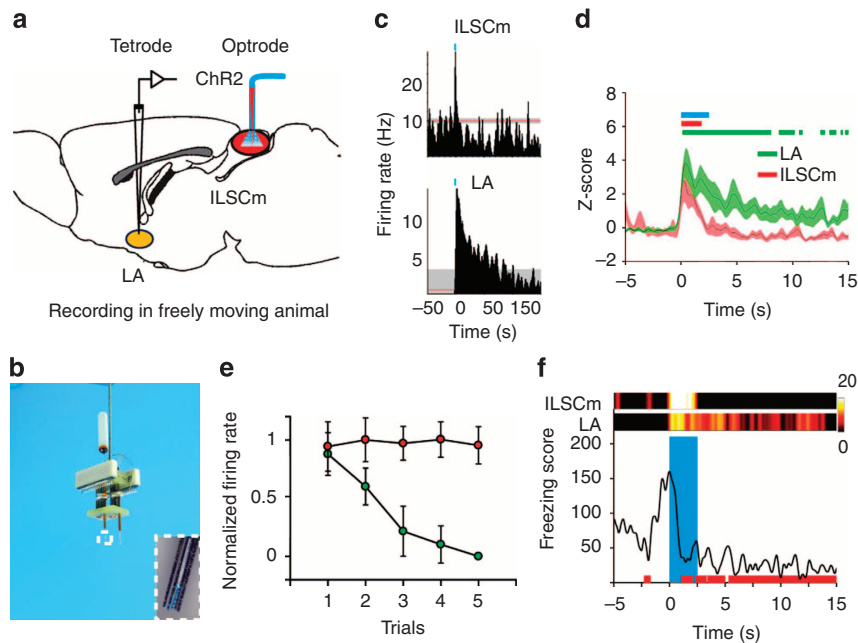 a
Tetrode
Optrode
ChR2
ILSCm
LA
Recording in freely moving animal
b
c
ILSCm
20
10
LA
10
5
Firing rate (Hz)
−50 0 50 150
Time (s)
d
8
6
4
2
0
−2
Z-score
LA
ILSCm
−5 0 5 10 15
Time (s)
e
Normalized firing rate
1
0.5
0
1 2 3 4 5
Trials
f
ILSCm
LA
20
0
200
150
100
50
0
Freezing score
−5 0 5 10 15
Time (s)